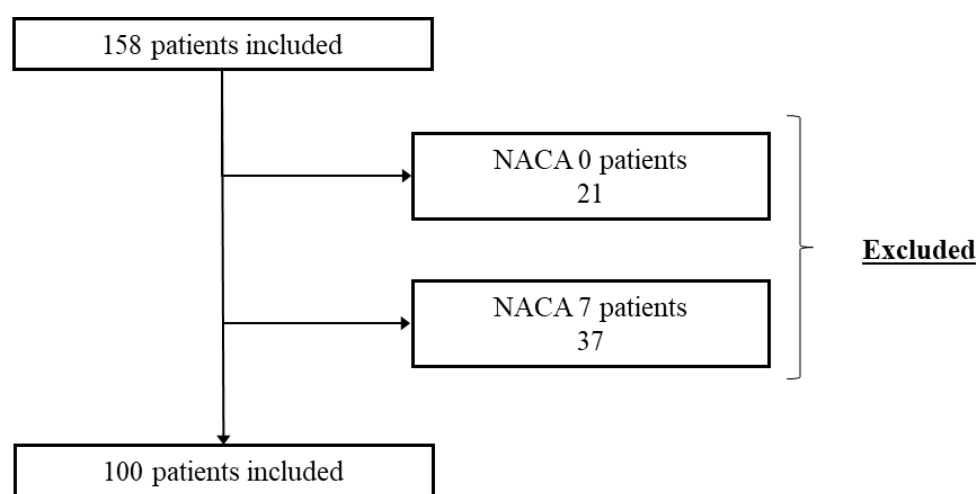 158 patients included
NACA 0 patients
21
Excluded
NACA 7 patients
37
100 patients included